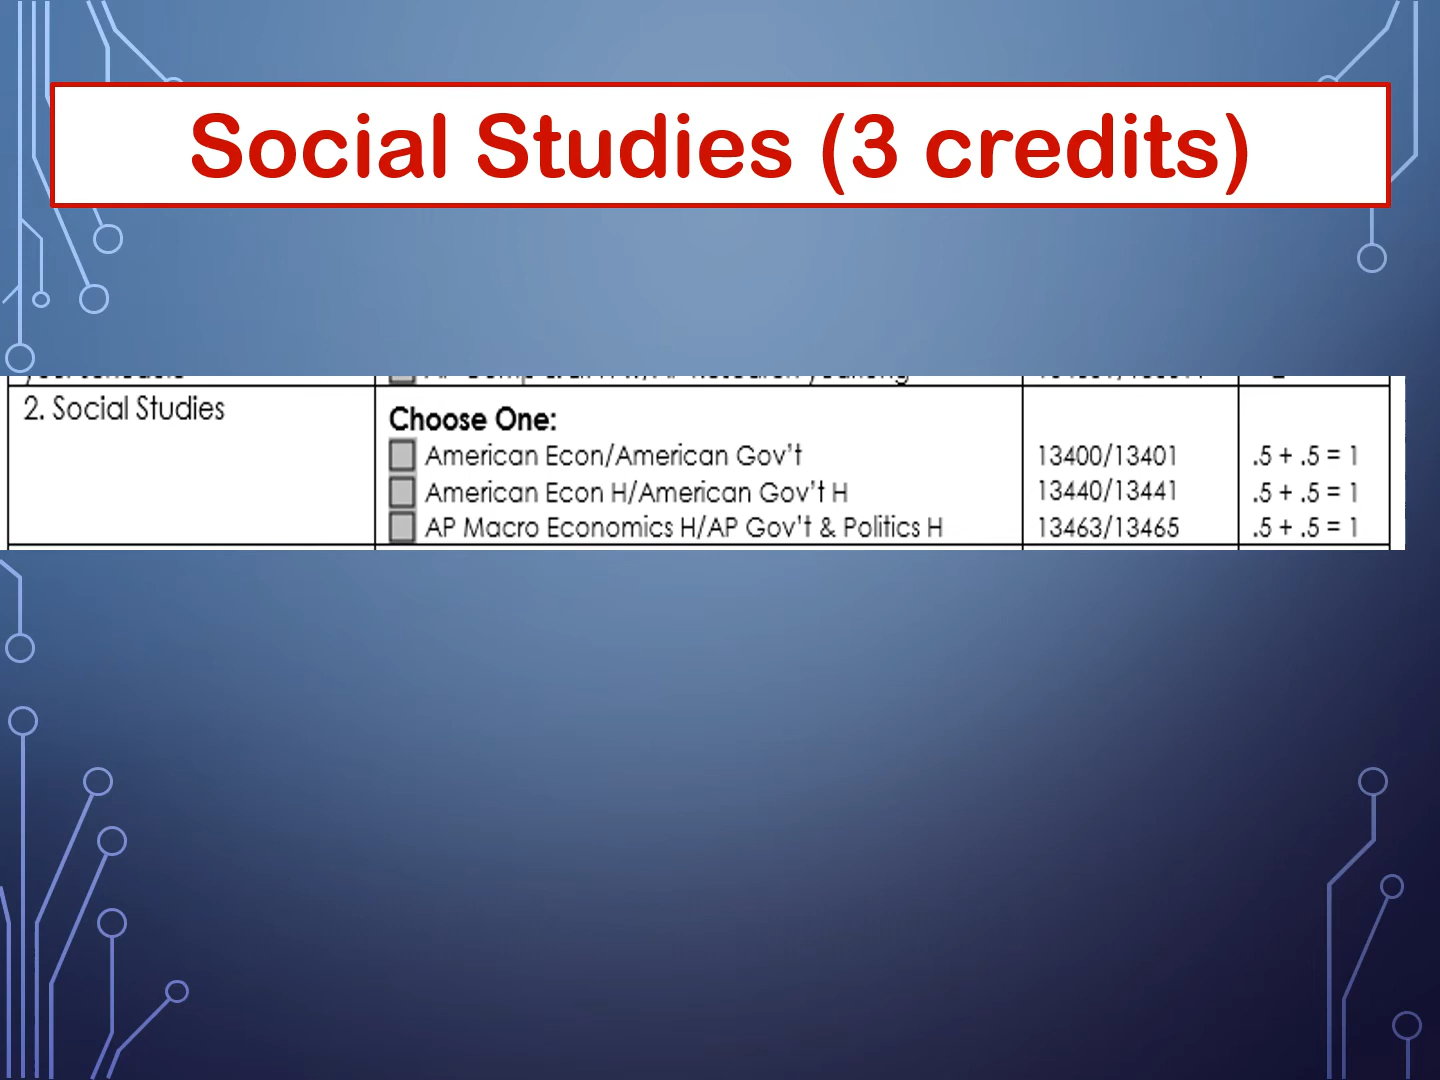 Social Studies (3 credits)
2. Social Studies
Choose One:
American Econ/American Gov't 13400/13401 .5 + .5 = 1
American Econ H/American Gov't H 13440/13441 .5 + .5 = 1
AP Macro Economics H/AP Gov't & Politics H 13463/13465 .5 + .5 = 1